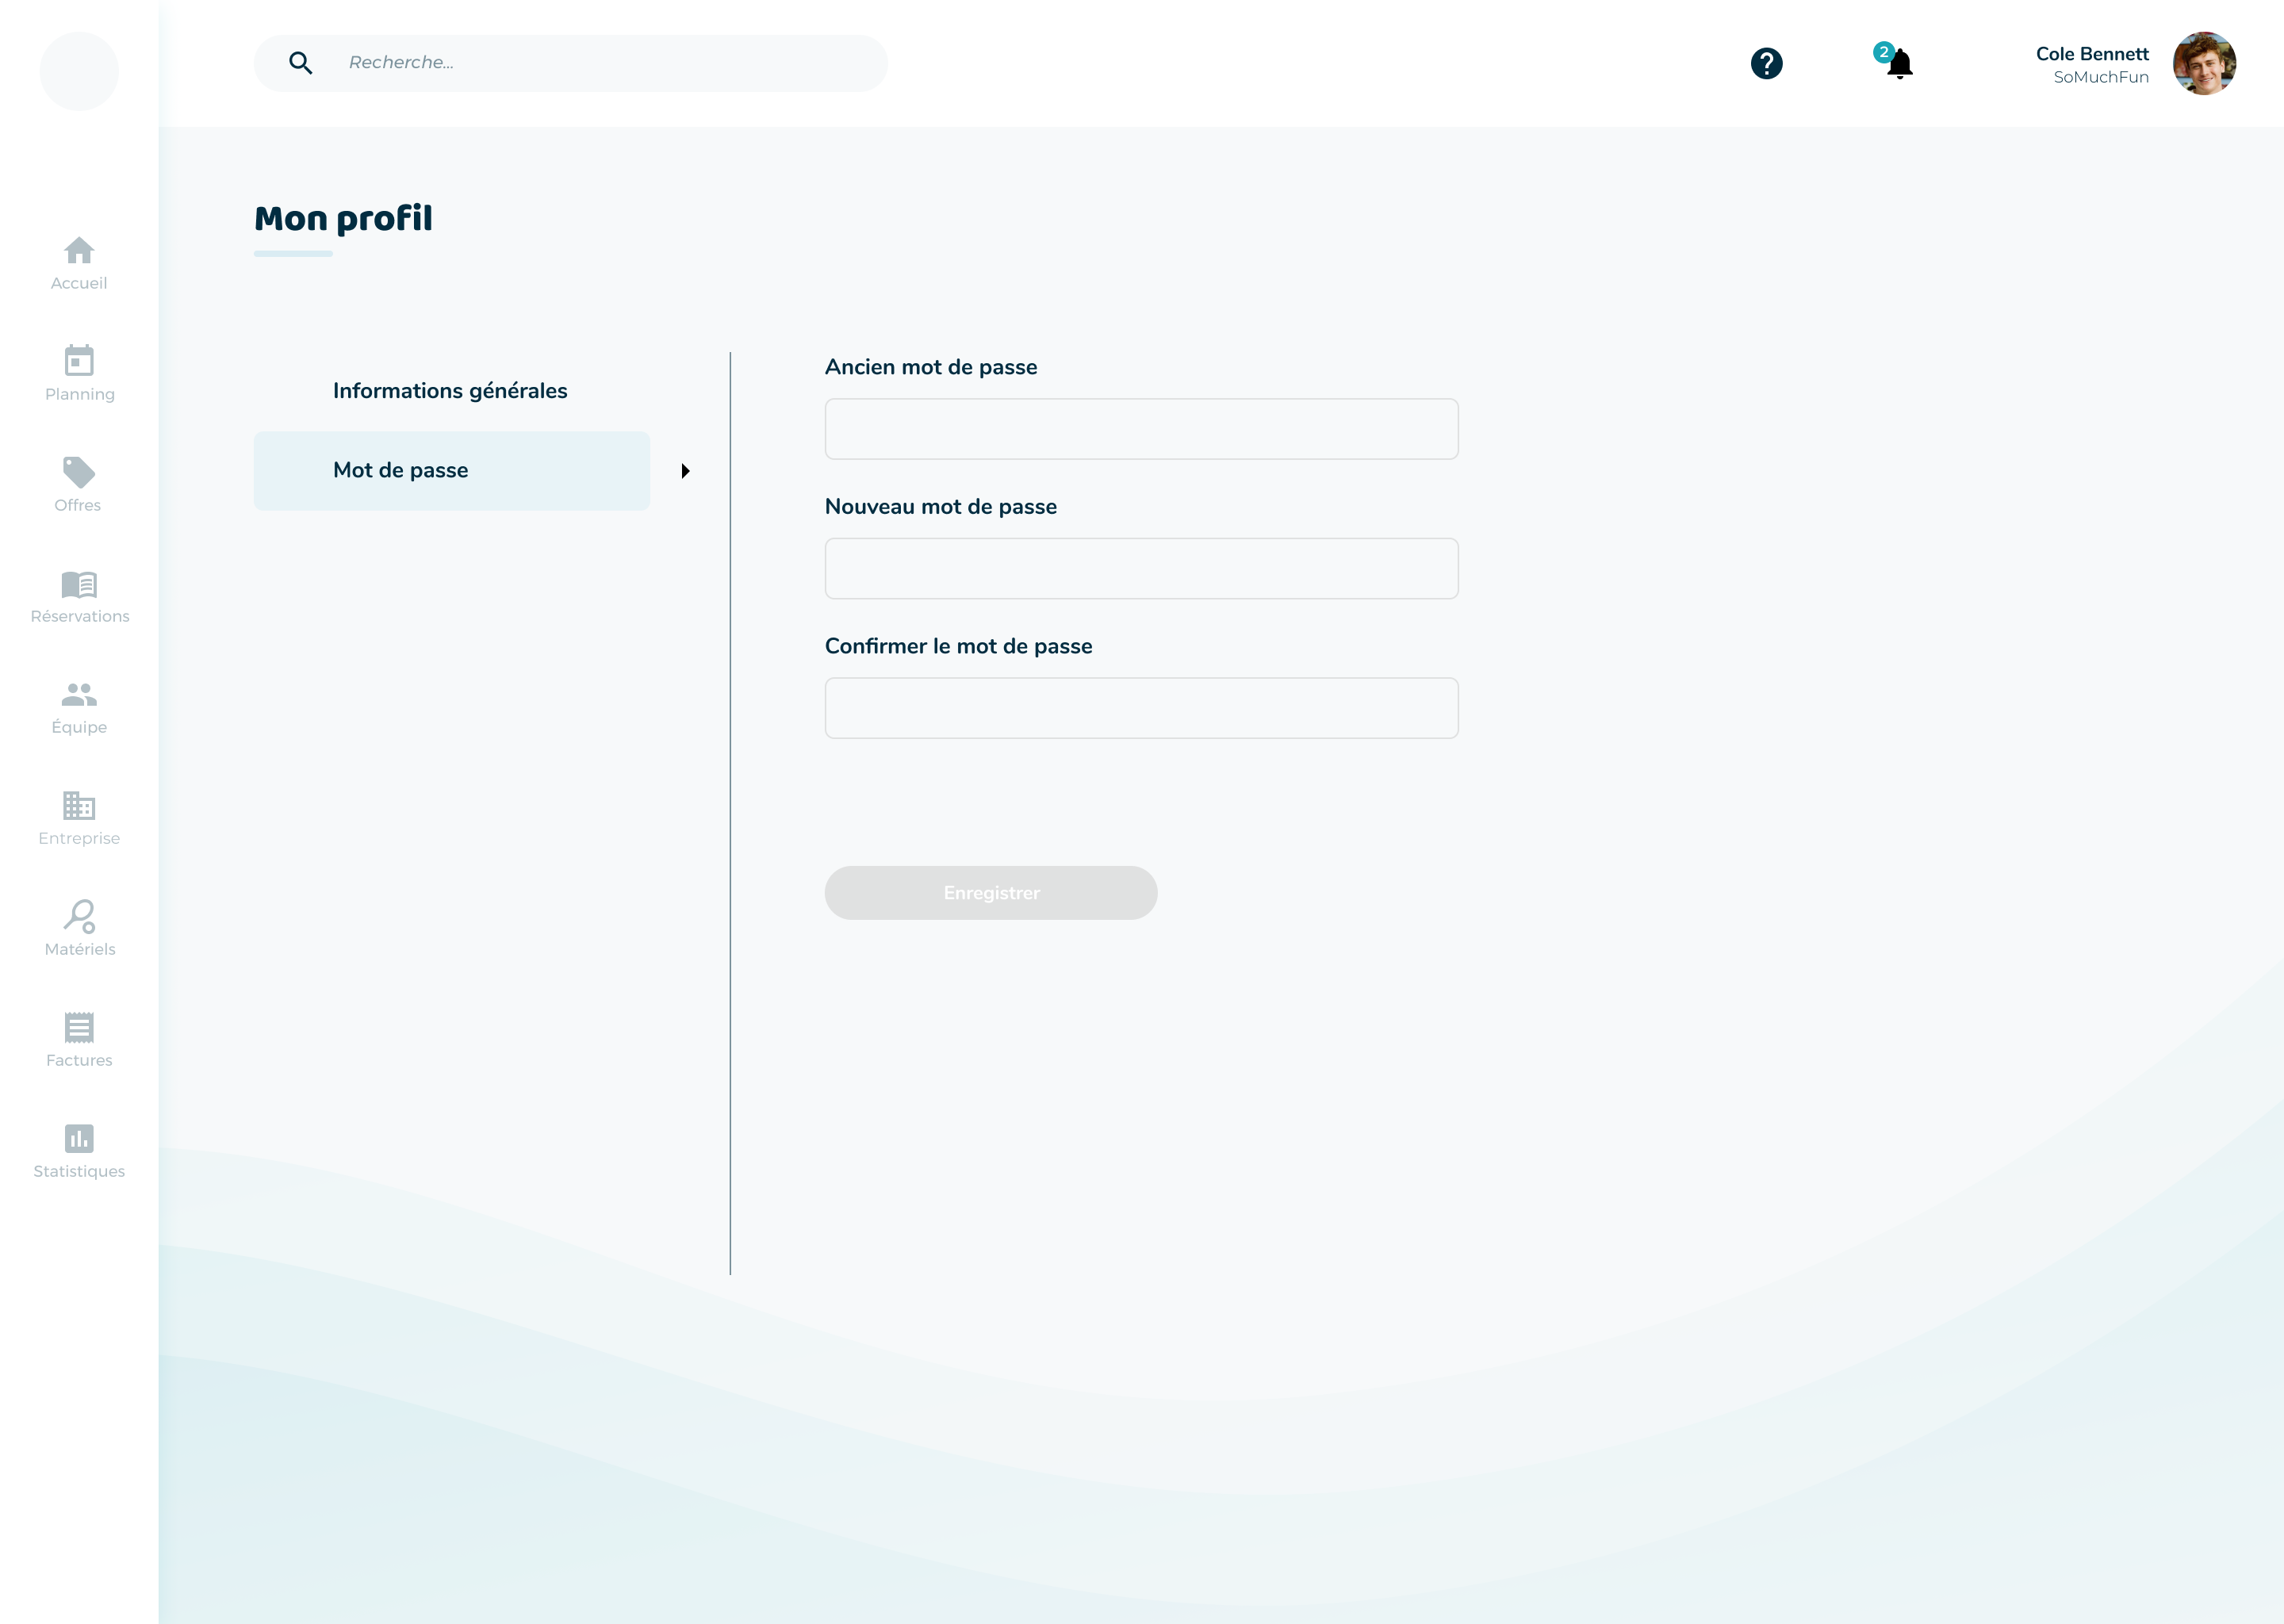 Recherche...
2
Cole Bennett
SoMuchFun
Accueil
Planning
Offres
Réservations
Équipe
Entreprise
Matériels
Factures
Statistiques
Mon profil
Informations générales
Mot de passe
Ancien mot de passe
Nouveau mot de passe
Confirmer le mot de passe
Enregistrer